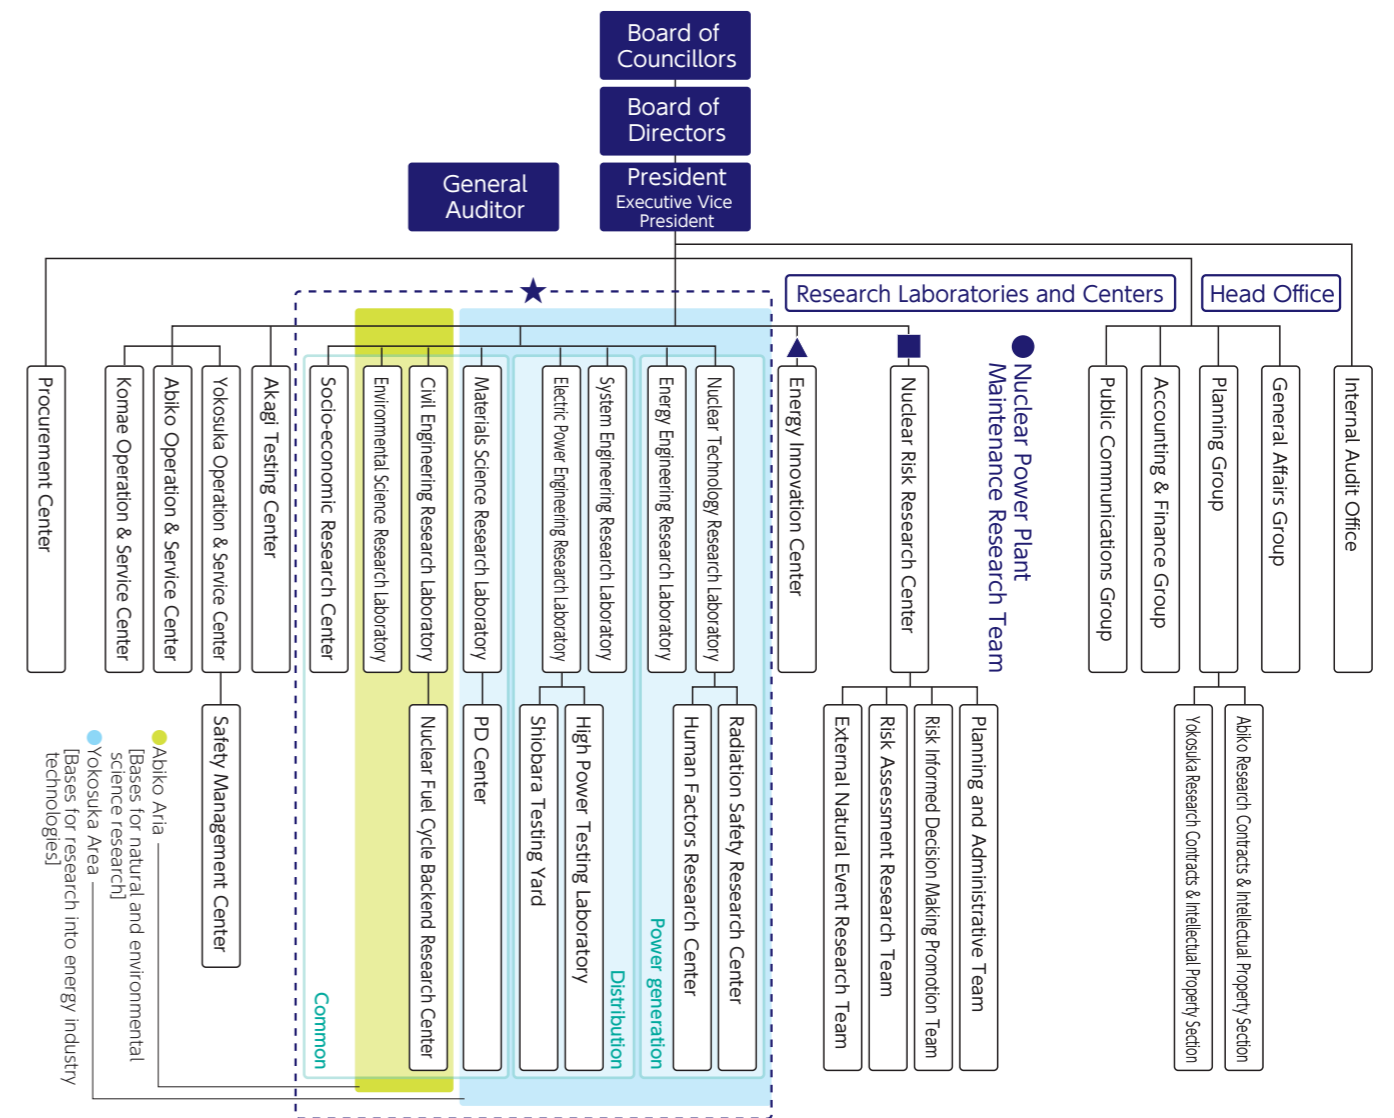 Board of
Councillors
Board of
Directors
General
Auditor
President
Executive Vice
President
★
Research Laboratories and Centers
Head Office
Internal Audit Office
General Affairs Group
Planning Group
Accounting & Finance Group
Public Communications Group
Abiko Research Contracts & Intellectual Property Section
Yokosuka Research Contracts & Intellectual Property Section
● Nuclear Power Plant
Maintenance Research Team
■
Nuclear Risk Research Center
Planning and Administrative Team
Risk Informed Decision Making Promotion Team
Risk Assessment Research Team
External Natural Event Research Team
▲
Energy Innovation Center
Nuclear Technology Research Laboratory
Energy Engineering Research Laboratory
Radiation Safety Research Center
Human Factors Research Center
Power generation
System Engineering Research Laboratory
Electric Power Engineering Research Laboratory
High Power Testing Laboratory
Shiobara Testing Yard
Distribution
Materials Science Research Laboratory
Civil Engineering Research Laboratory
Environmental Science Research Laboratory
Socio-economic Research Center
PD Center
Nuclear Fuel Cycle Backend Research Center
Common
Akagi Testing Center
Yokosuka Operation & Service Center
Abiko Operation & Service Center
Komae Operation & Service Center
Safety Management Center
Procurement Center
● Abiko Aria
[Bases for natural and environmental
science research]
● Yokosuka Area
[Bases for research into energy industry
technologies]